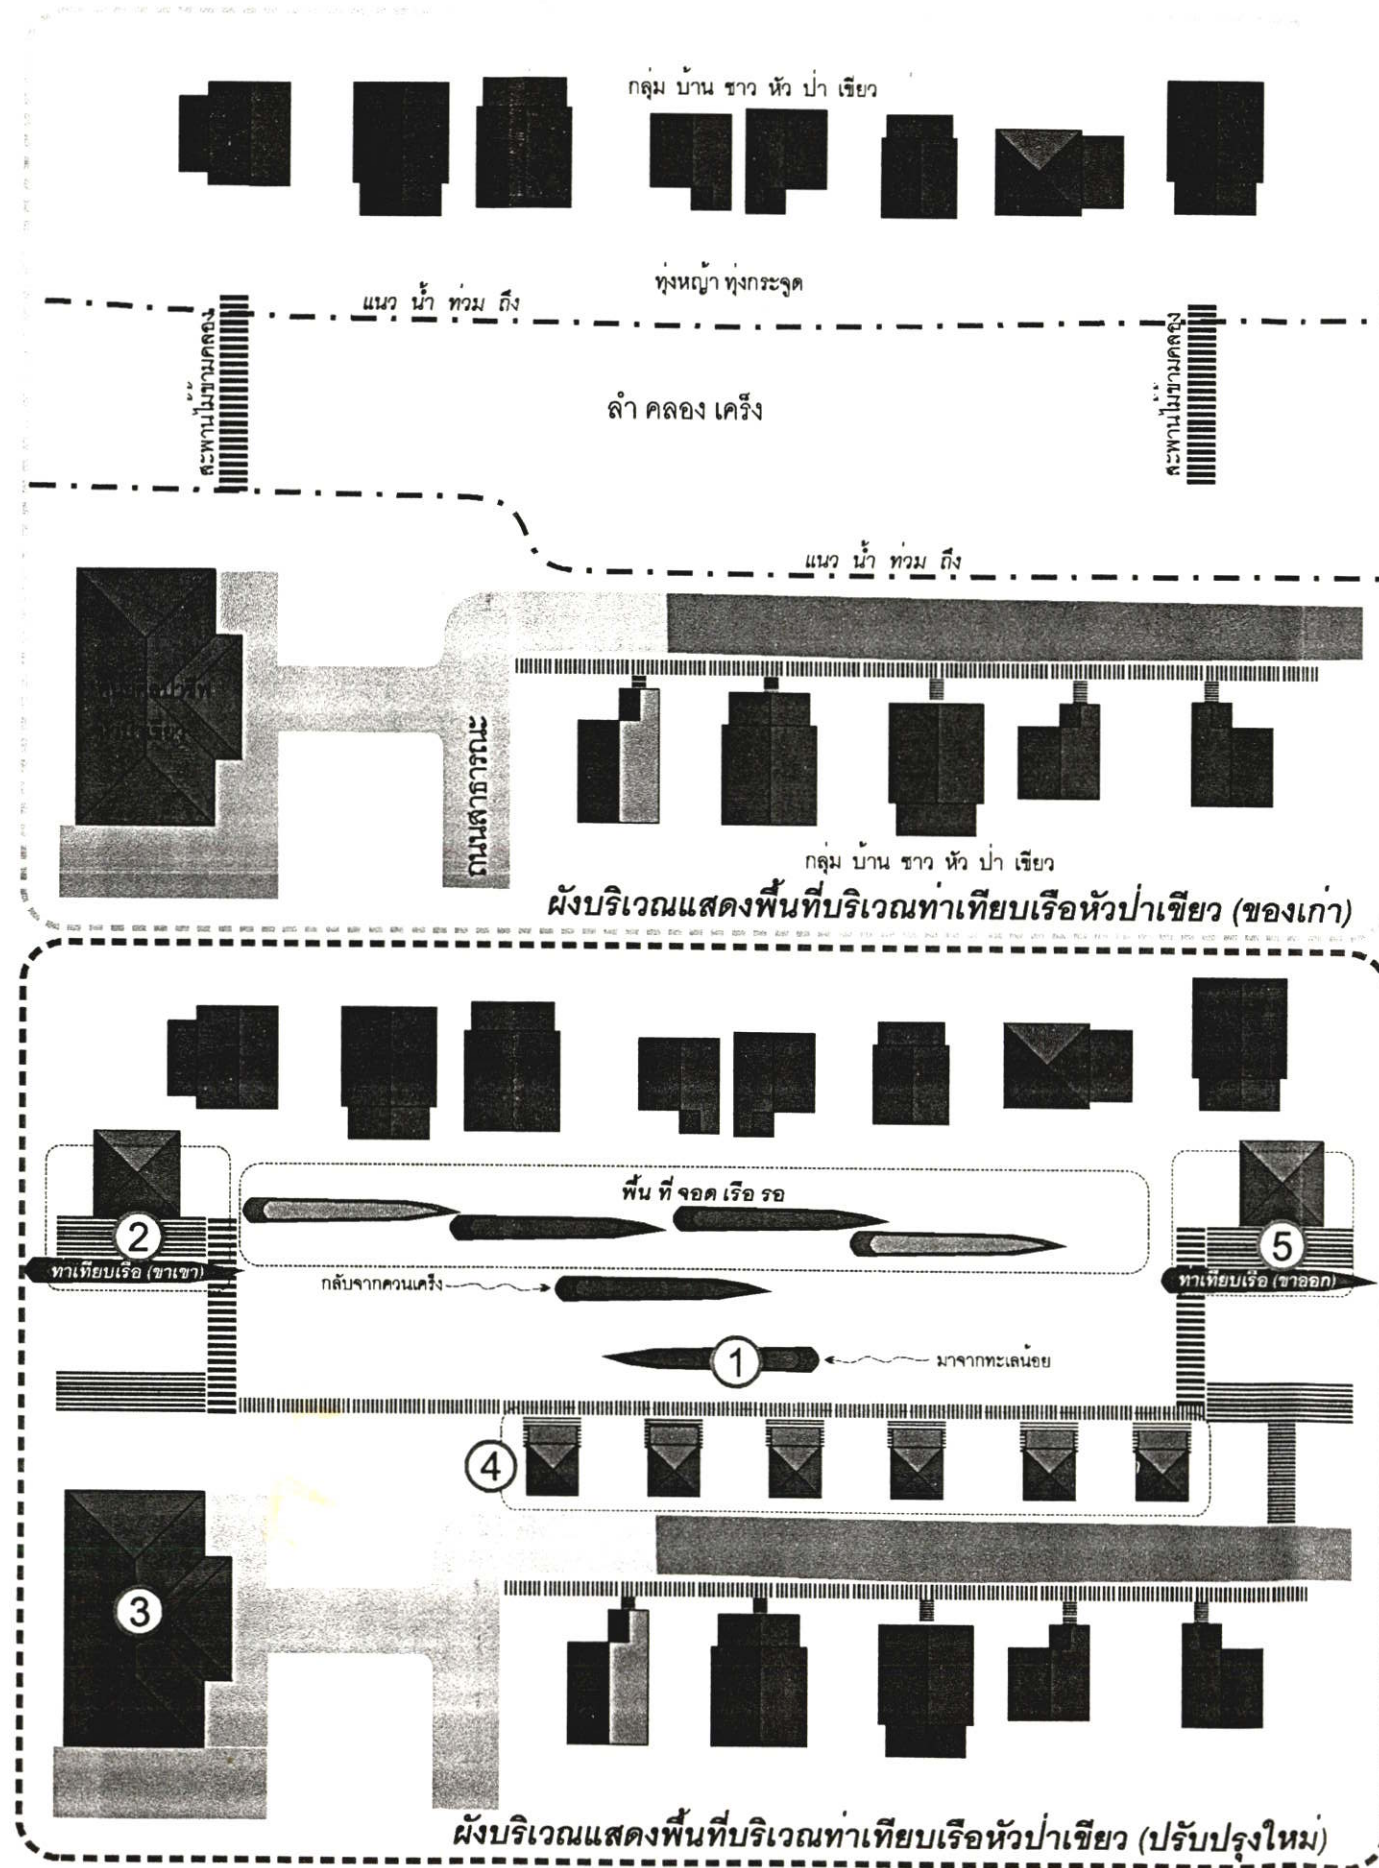 กลุ่ม บ้าน ชาว หัว ป่า เขียว
ทุ่งหญ้า ทุ่งกระจูด
แนว น้ำ ท่วม ถึง
สะพานไม้ข้ามคลอง
ลำ คลอง เคร็ง
สะพานไม้ข้ามคลอง
แนว น้ำ ท่วม ถึง
ถนนสาธารณะ
กลุ่ม บ้าน ชาว หัว ป่า เขียว
ผังบริเวณแสดงพื้นที่บริเวณท่าเทียบเรือหัวป่าเขียว (ของเก่า)
พื้น ที่ จอด เรือ รอ
2
ท่าเทียบเรือ (ขาเข้า)
5
ท่าเทียบเรือ (ขาออก)
กลับจากควนเคร็ง
1
มาจากทะเลน้อย
4
3
ผังบริเวณแสดงพื้นที่บริเวณท่าเทียบเรือหัวป่าเขียว (ปรับปรุงใหม่)